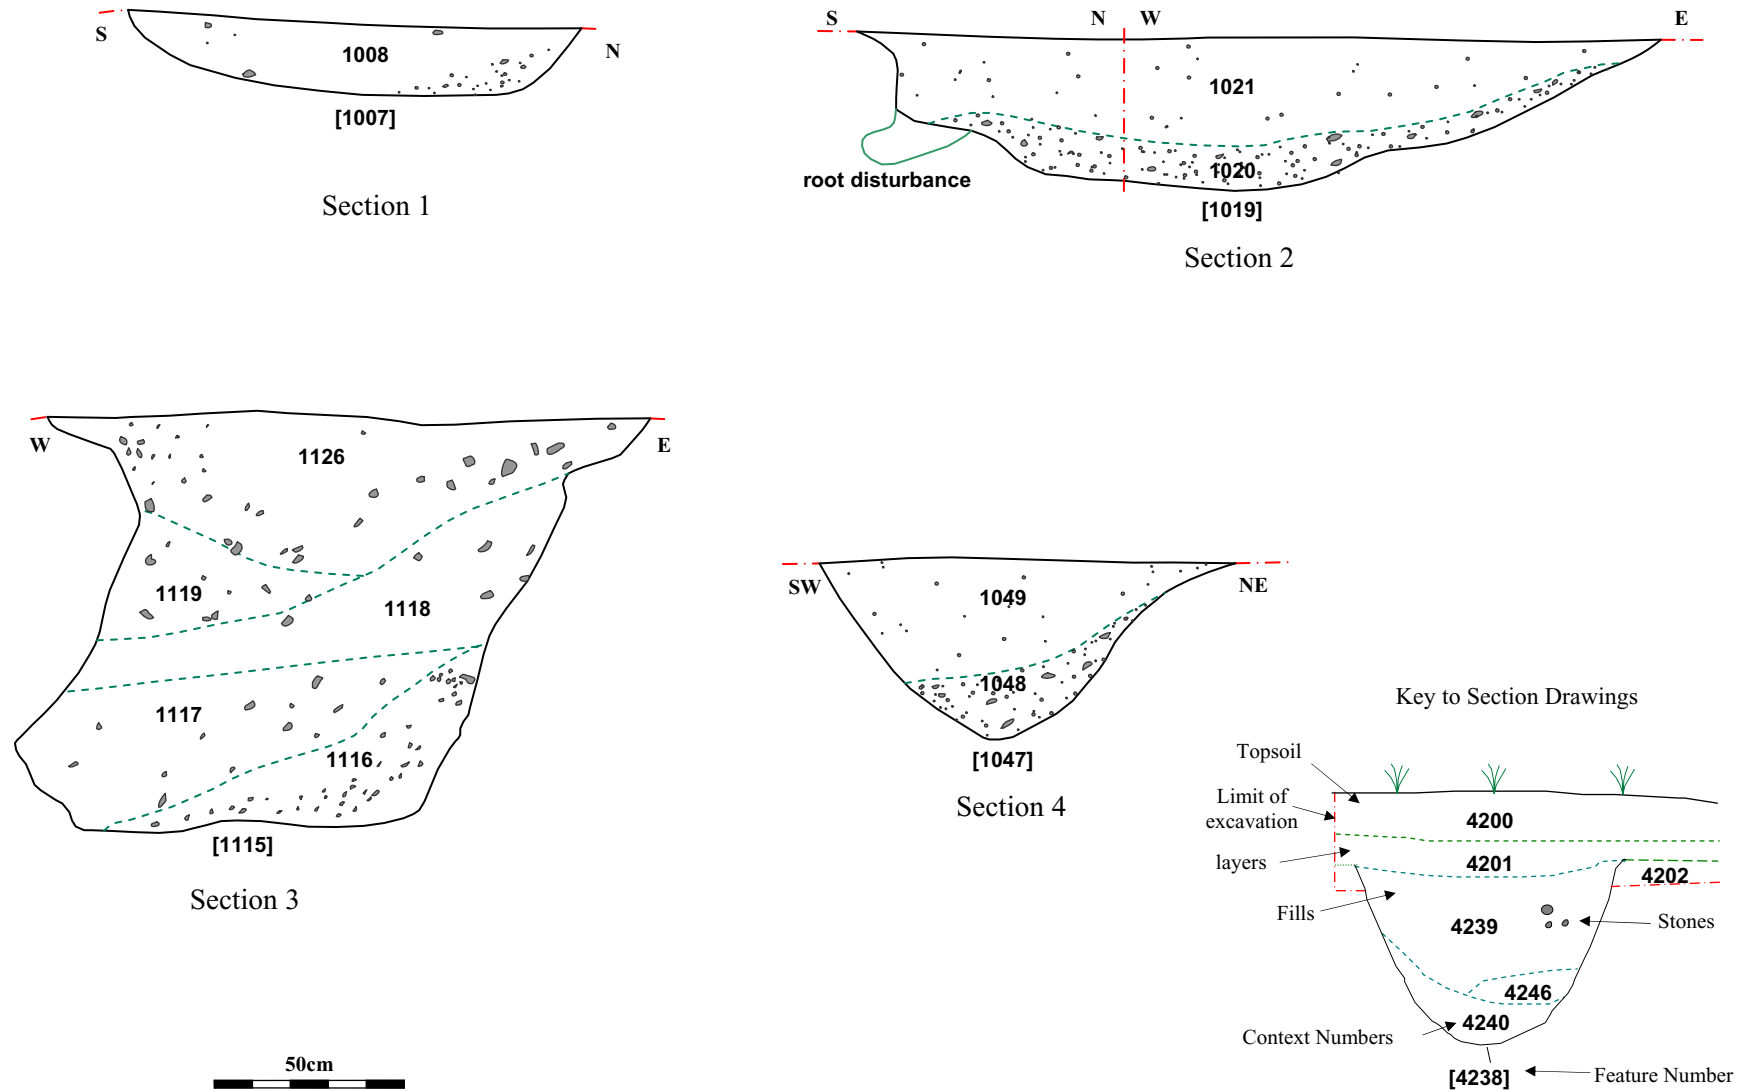 S
1008
N
[1007]
Section 1
S
N
W
E
1021
1020
root disturbance
[1019]
Section 2
W
E
1126
1119
1118
1117
1116
[1115]
Section 3
SW
NE
1049
1048
[1047]
Section 4
Key to Section Drawings
Topsoil
Limit of
excavation
4200
layers
4201
4202
Fills
4239
Stones
4246
4240
Context Numbers
[4238]
Feature Number
50cm